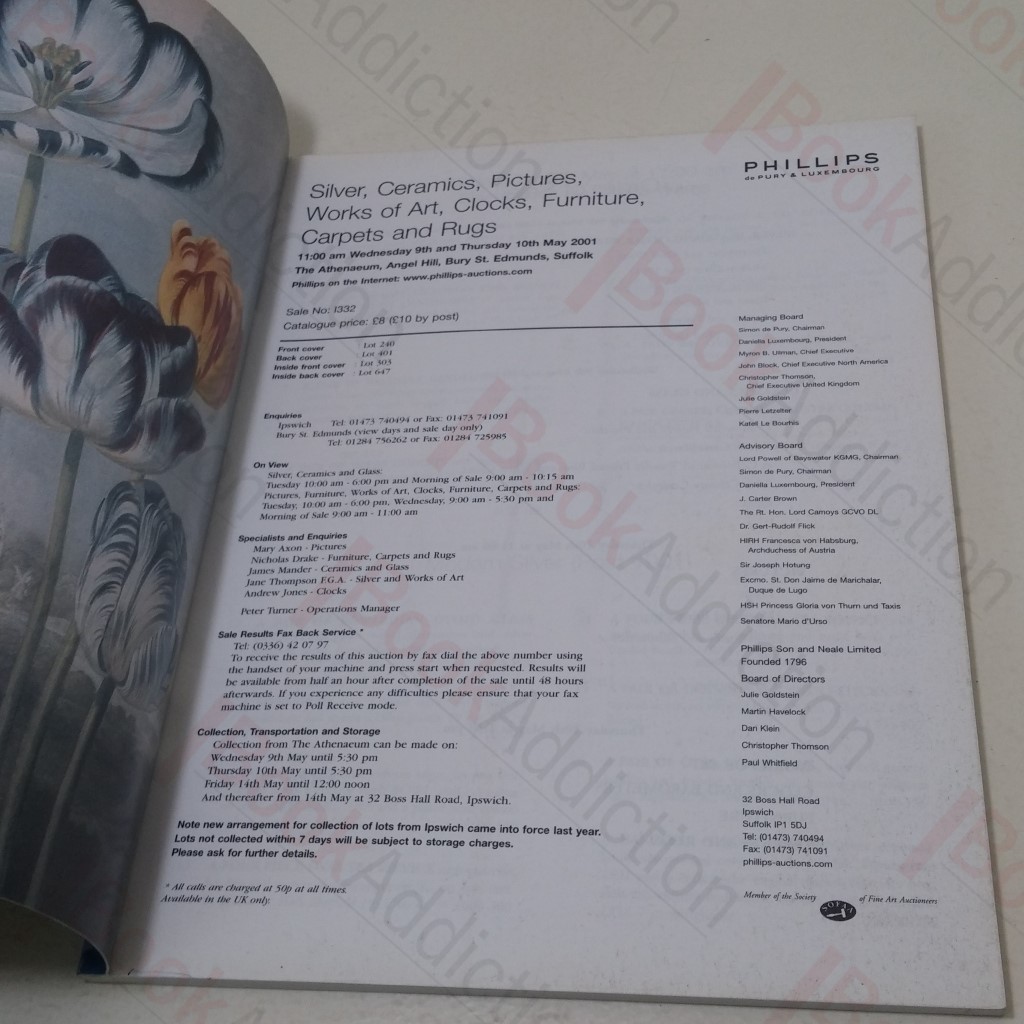 PHILLIPS
de PURY & LUXEMBOURG
Silver, Ceramics, Pictures,
Works of Art, Clocks, Furniture,
Carpets and Rugs
11:00 am Wednesday 9th and Thursday 10th May 2001
The Athenaeum, Angel Hill, Bury St. Edmunds, Suffolk
Phillips on the Internet: www.phillips-auctions.com
Sale No: I332
Catalogue price: £8 (£10 by post)
Front cover : Lot 240
Back cover : Lot 401
Inside front cover : Lot 303
Inside back cover : Lot 647
Enquiries
Ipswich Tel: 01473 740494 or Fax: 01473 741091
Bury St. Edmunds (view days and sale day only)
Tel: 01284 756262 or Fax: 01284 725985
On View
Silver, Ceramics and Glass:
Tuesday 10:00 am - 6:00 pm and Morning of Sale 9:00 am - 10:15 am
Pictures, Furniture, Works of Art, Clocks, Furniture, Carpets and Rugs:
Tuesday, 10:00 am - 6:00 pm, Wednesday, 9:00 am - 5:30 pm and
Morning of Sale 9:00 am - 11:00 am
Specialists and Enquiries
Mary Axon - Pictures
Nicholas Drake - Furniture, Carpets and Rugs
James Mander - Ceramics and Glass
Jane Thompson F.G.A. - Silver and Works of Art
Andrew Jones - Clocks
Peter Turner - Operations Manager
Sale Results Fax Back Service *
Tel: (0336) 42 07 97
To receive the results of this auction by fax dial the above number using
the handset of your machine and press start when requested. Results will
be available from half an hour after completion of the sale until 48 hours
afterwards. If you experience any difficulties please ensure that your fax
machine is set to Poll Receive mode.
Collection, Transportation and Storage
Collection from The Athenaeum can be made on:
Wednesday 9th May until 5:30 pm
Thursday 10th May until 5:30 pm
Friday 14th May until 12:00 noon
And thereafter from 14th May at 32 Boss Hall Road, Ipswich.
Note new arrangement for collection of lots from Ipswich came into force last year.
Lots not collected within 7 days will be subject to storage charges.
Please ask for further details.
* All calls are charged at 50p at all times.
Available in the UK only.
Managing Board
Simon de Pury, Chairman
Daniella Luxembourg, President
Myron B. Ullman, Chief Executive
John Block, Chief Executive North America
Christopher Thomson,
Chief Executive United Kingdom
Julie Goldstein
Pierre Letzelter
Katell Le Bourhis
Advisory Board
Lord Powell of Bayswater KGMG, Chairman
Simon de Pury, Chairman
Daniella Luxembourg, President
J. Carter Brown
The Rt. Hon. Lord Camoys GCVO DL
Dr. Gert-Rudolf Flick
HIRH Francesca von Habsburg,
Archduchess of Austria
Sir Joseph Hotung
Excmo. St. Don Jaime de Marichalar,
Duque de Lugo
HSH Princess Gloria von Thurn und Taxis
Senatore Mario d'Urso
Phillips Son and Neale Limited
Founded 1796
Board of Directors
Julie Goldstein
Martin Havelock
Dan Klein
Christopher Thomson
Paul Whitfield
32 Boss Hall Road
Ipswich
Suffolk IP1 5DJ
Tel: (01473) 740494
Fax: (01473) 741091
phillips-auctions.com
Member of the Society of Fine Art Auctioneers
SOFAA
BookAddiction